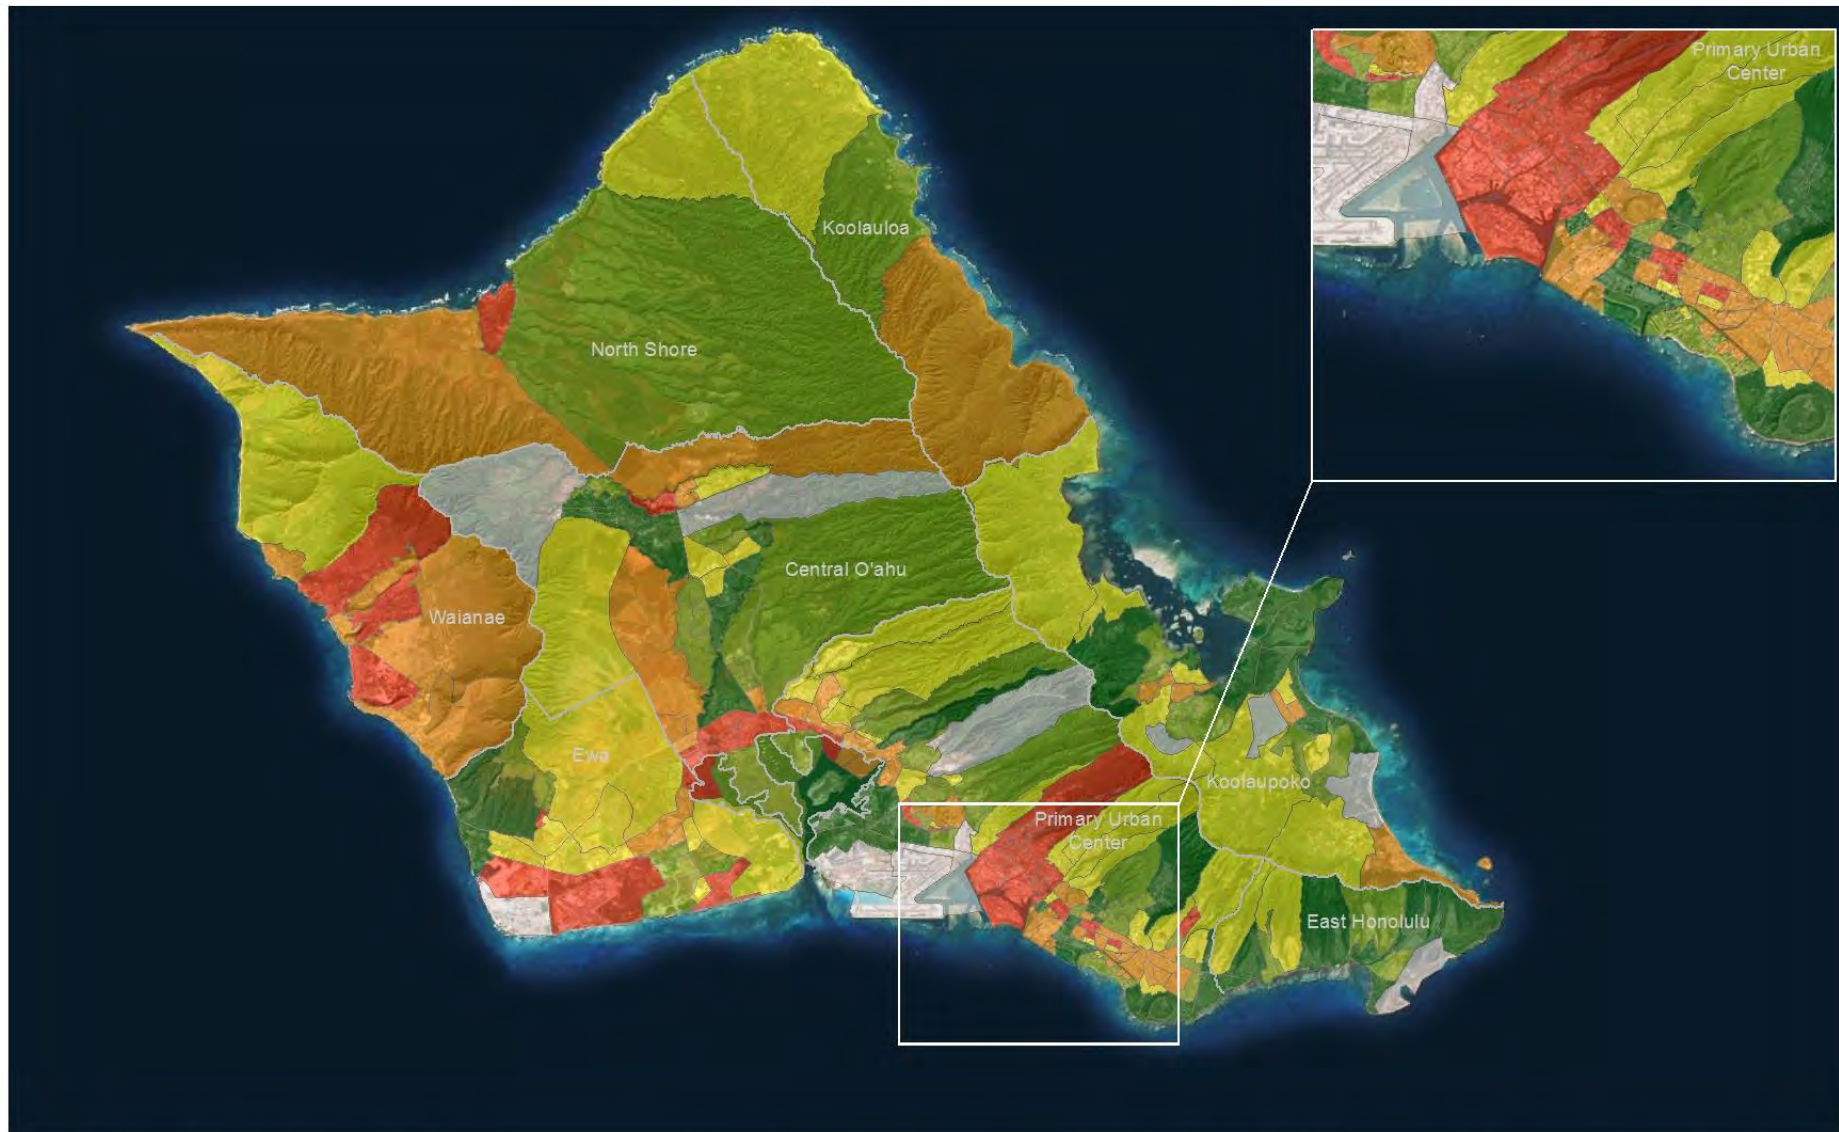 Primary Urban
Center
Koolauloa
North Shore
Central O'ahu
Waianae
Ewa
Koolaupoko
Primary Urban
Center
East Honolulu